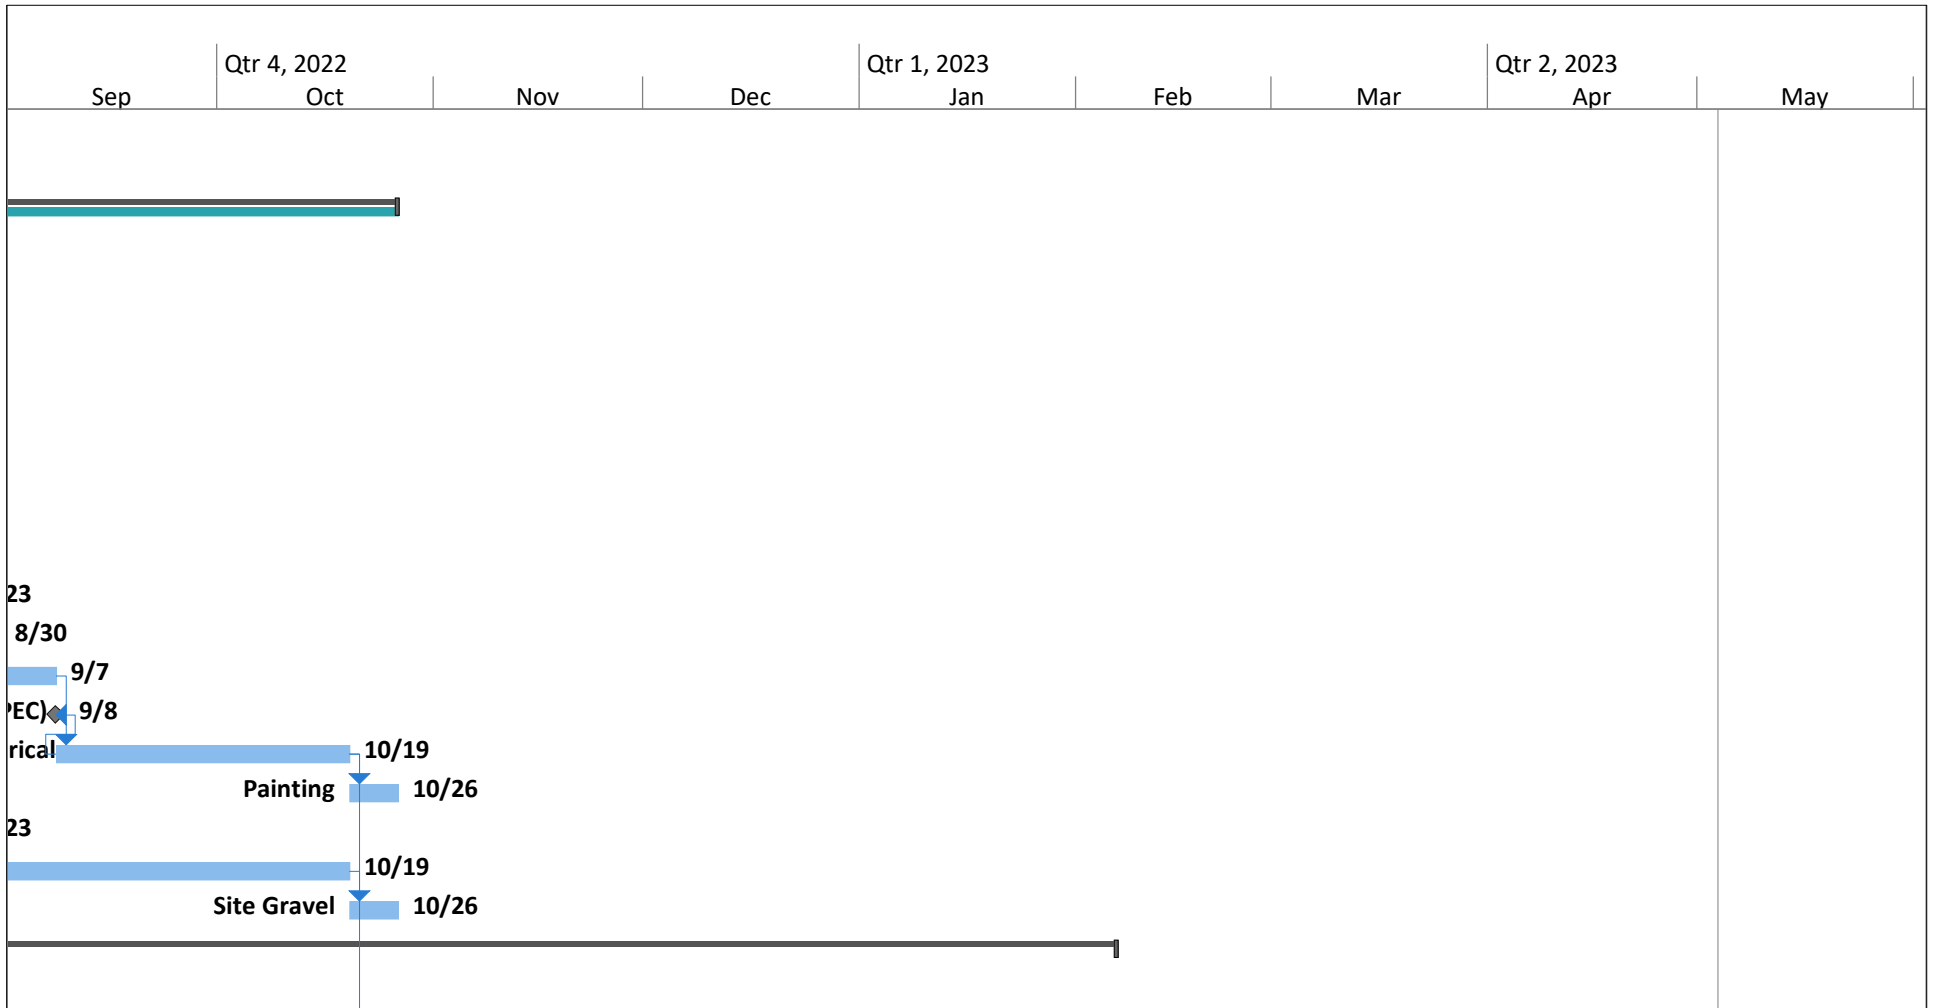 Qtr 4, 2022 Qtr 1, 2023 Qtr 2, 2023
Sep Oct Nov Dec Jan Feb Mar Apr May
23
8/30
9/7
PEC) 9/8
rical 10/19
Painting 10/26
23
10/19
Site Gravel 10/26